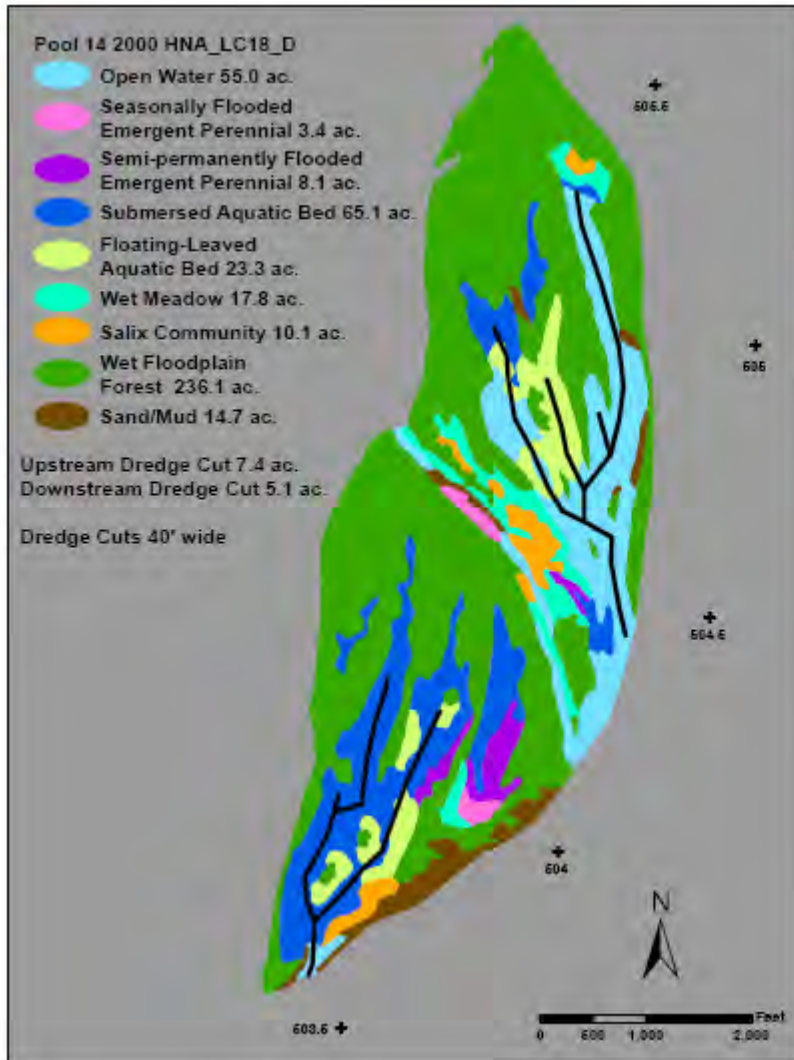 Pool 14 2000 HNA_LC18_D
Open Water 55.0 ac.
Seasonally Flooded
Emergent Perennial 3.4 ac.
Semi-permanently Flooded
Emergent Perennial 8.1 ac.
Submersed Aquatic Bed 65.1 ac.
Floating-Leaved
Aquatic Bed 23.3 ac.
Wet Meadow 17.8 ac.
Salix Community 10.1 ac.
Wet Floodplain
Forest 236.1 ac.
Sand/Mud 14.7 ac.
Upstream Dredge Cut 7.4 ac.
Downstream Dredge Cut 5.1 ac.
Dredge Cuts 40' wide
505.5
505
504.5
504
503.5
N
Feet
0 500 1,000 2,000